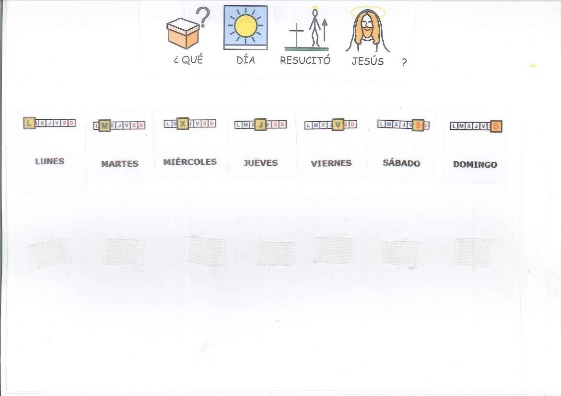 ¿ QUÉ DÍA RESUCITÓ JESÚS ?
L M X J V S D L M X J V S D L M X J V S D L M X J V S D L M X J V S D L M X J V S D L M X J V S D
LUNES MARTES MIÉRCOLES JUEVES VIERNES SÁBADO DOMINGO